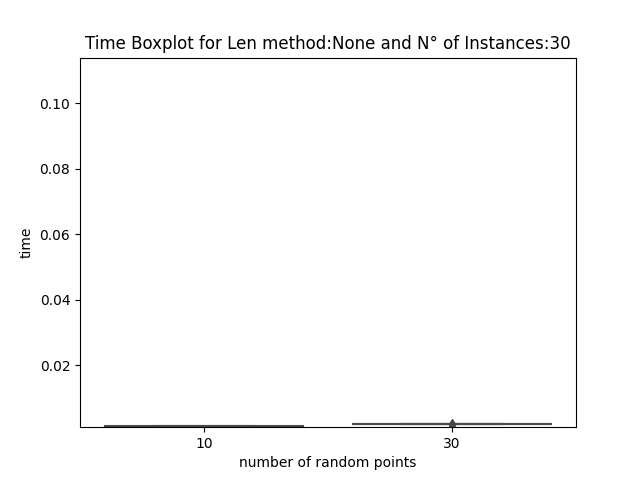 Time Boxplot for Len method:None and N° of Instances:30
0.10
0.08
0.06
0.04
0.02
time
10 30
number of random points